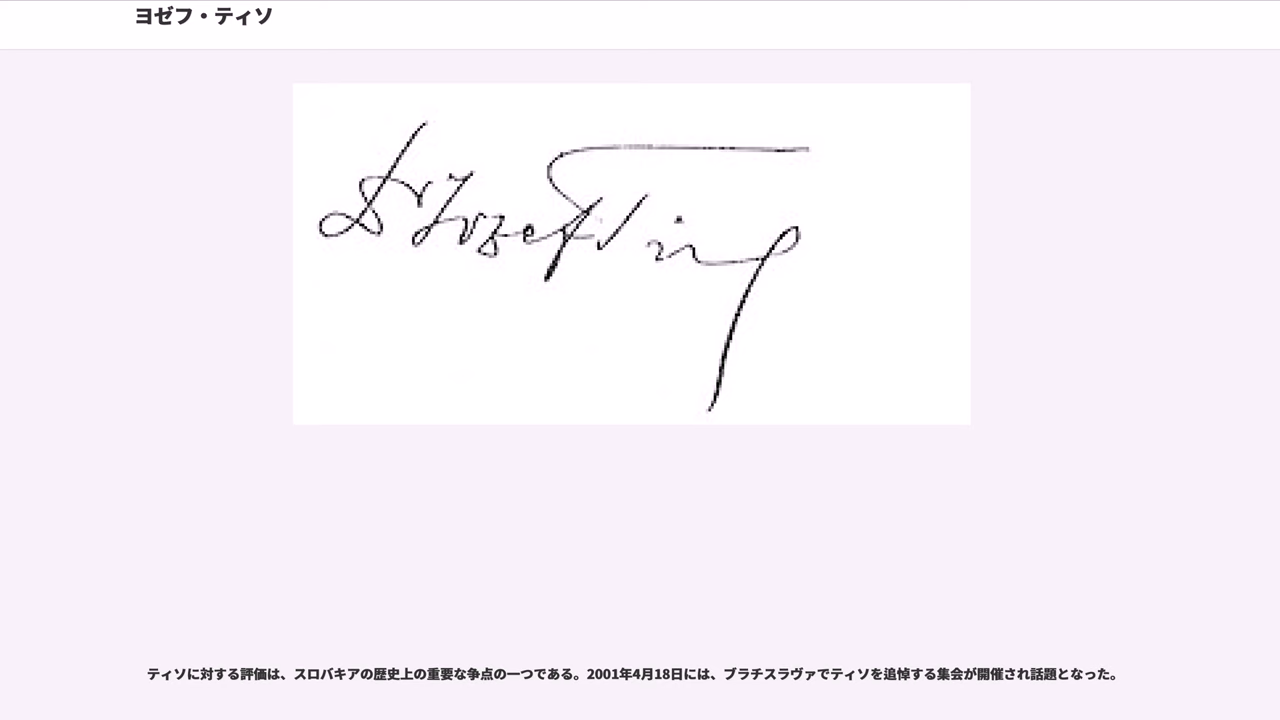 ヨゼフ・ティソ
Dr Jozef Tiso
ティソに対する評価は、スロバキアの歴史上の重要な争点の一つである。2001年4月18日には、ブラチスラヴァでティソを追悼する集会が開催され話題となった。